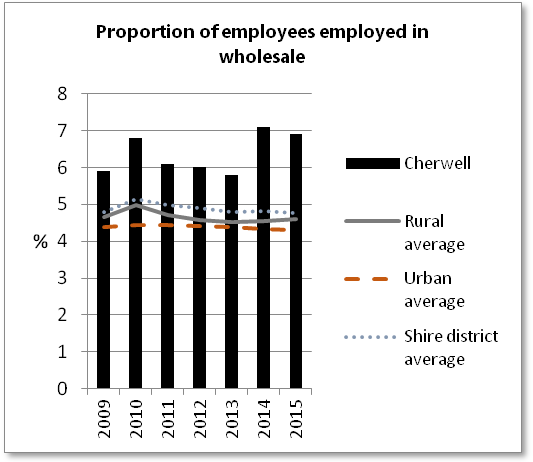 Proportion of employees employed in
wholesale
8
7
6
5
4
3
2
1
0
%
2009
2010
2011
2012
2013
2014
2015
Cherwell
Rural
average
Urban
average
Shire district
average